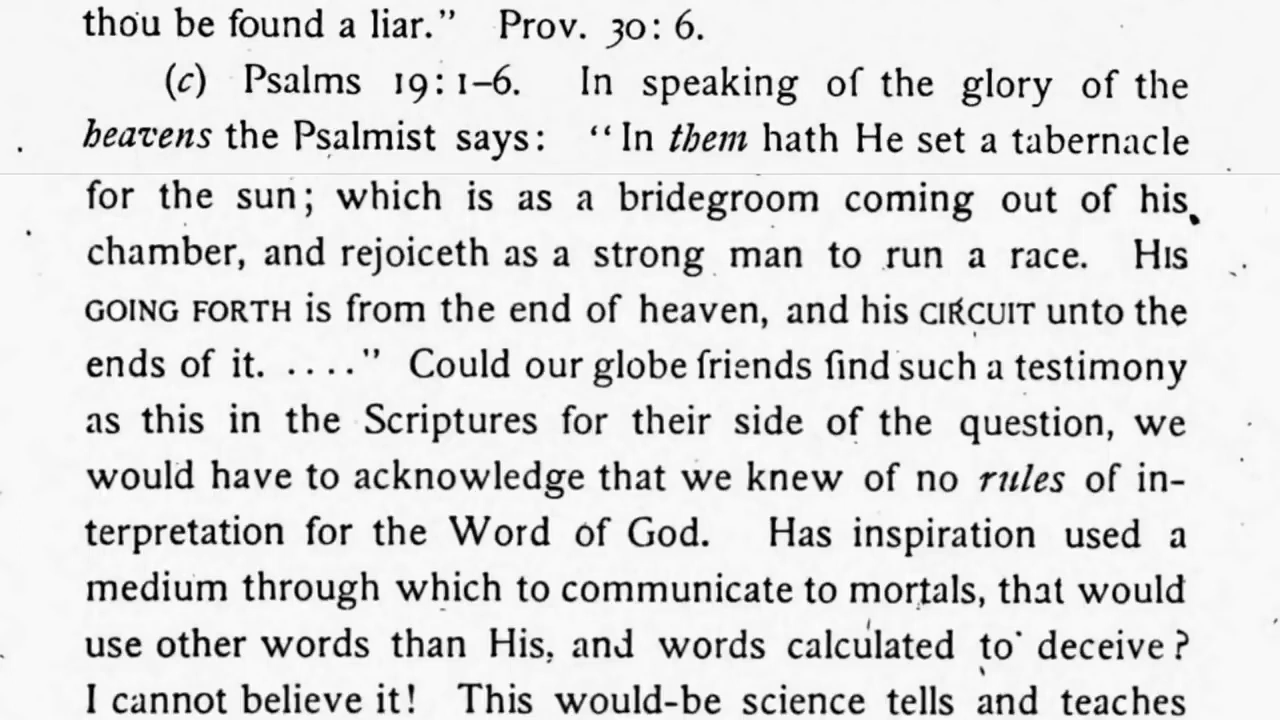 thou be found a liar.” Prov. 30: 6.
(c) Psalms 19: 1–6. In speaking of the glory of the
heavens the Psalmist says: “In them hath He set a tabernacle
for the sun; which is as a bridegroom coming out of his
chamber, and rejoiceth as a strong man to run a race. HIS
GOING FORTH is from the end of heaven, and his CIRCUIT unto the
ends of it. ....” Could our globe friends find such a testimony
as this in the Scriptures for their side of the question, we
would have to acknowledge that we knew of no rules of in-
terpretation for the Word of God. Has inspiration used a
medium through which to communicate to mortals, that would
use other words than His, and words calculated to deceive?
I cannot believe it! This would-be science tells and teaches